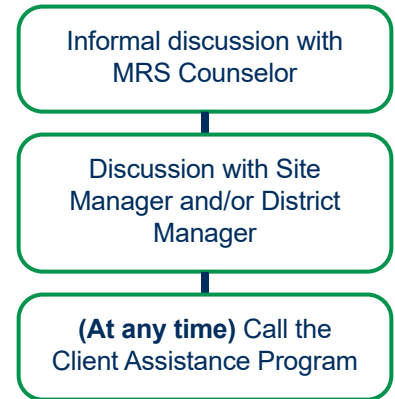 Informal discussion with
MRS Counselor
Discussion with Site
Manager and/or District
Manager
(At any time) Call the
Client Assistance Program